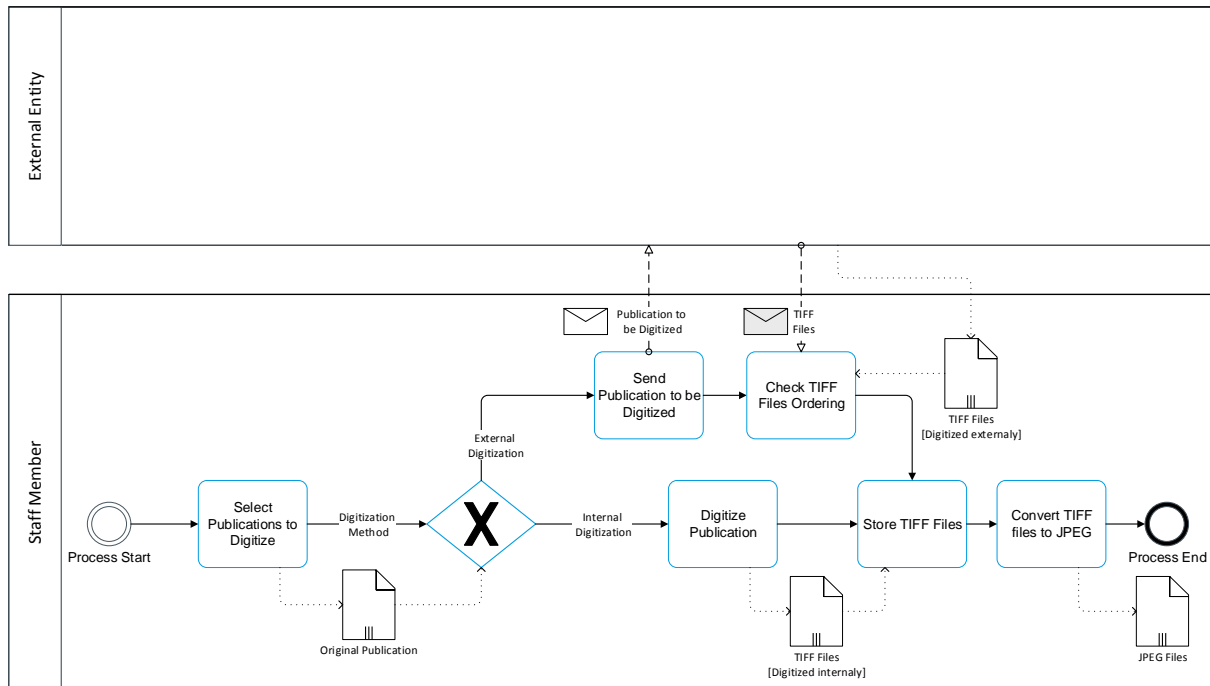 External Entity
Publication to
be Digitized
TIFF
Files
Send
Publication to be
Digitized
Check TIFF
Files Ordering
TIFF Files
[Digitized externaly]
External
Digitization
Staff Member
Process Start
Select
Publications to
Digitize
Digitization
Method
X
Internal
Digitization
Digitize
Publication
Store TIFF Files
Convert TIFF
files to JPEG
Process End
Original Publication
TIFF Files
[Digitized internaly]
JPEG Files